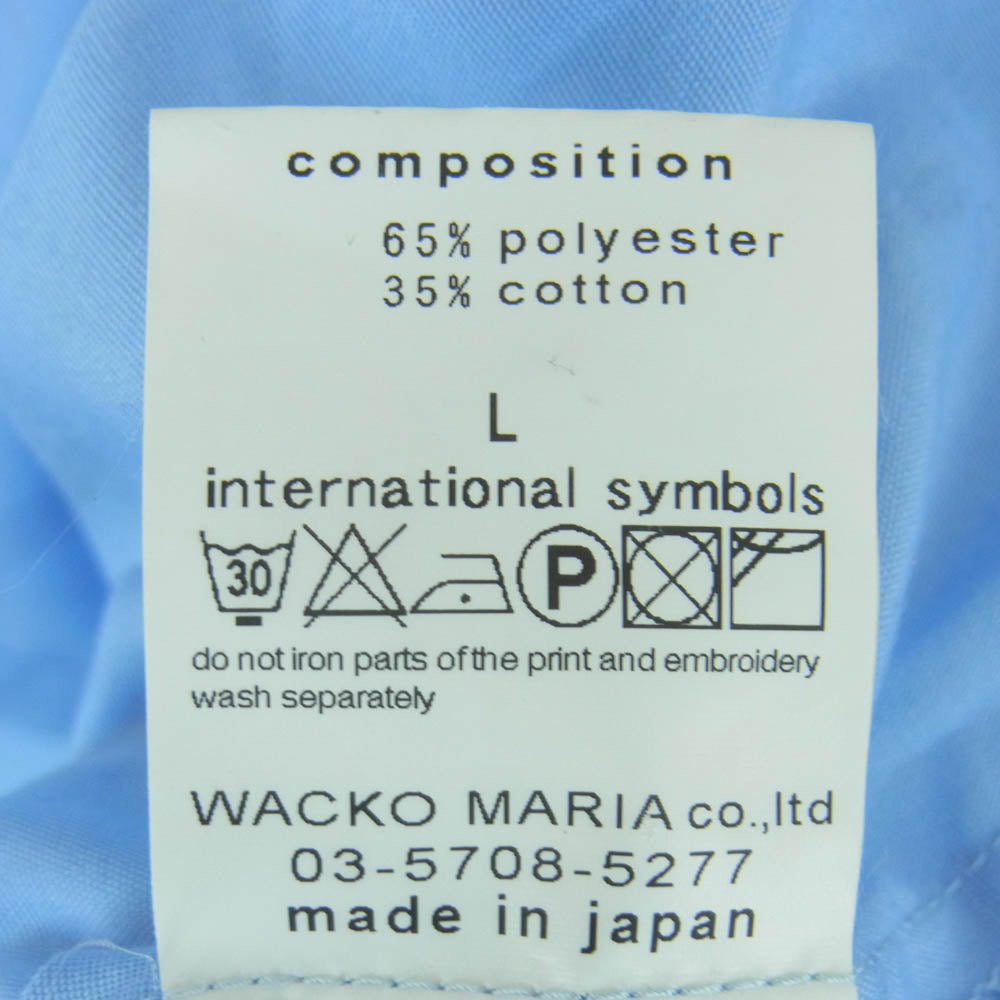 composition
65% polyester
35% cotton
L
international symbols
30 P
do not iron parts of the print and embroidery
wash separately
WACKO MARIA co.,ltd
03-5708-5277
made in japan